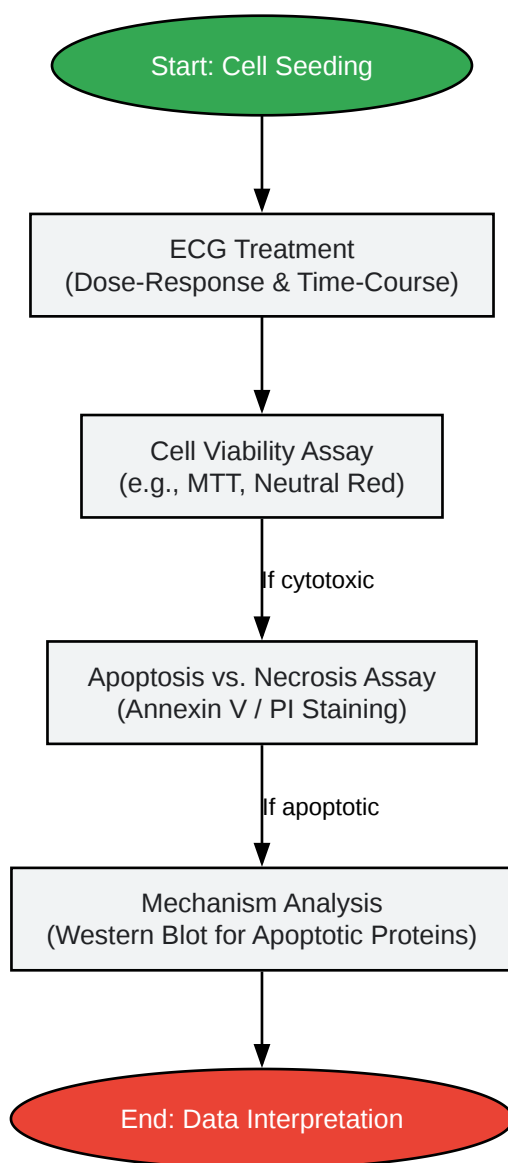 Start: Cell Seeding
ECG Treatment
(Dose-Response & Time-Course)
Cell Viability Assay
(e.g., MTT, Neutral Red)
If cytotoxic
Apoptosis vs. Necrosis Assay
(Annexin V / PI Staining)
If apoptotic
Mechanism Analysis
(Western Blot for Apoptotic Proteins)
End: Data Interpretation